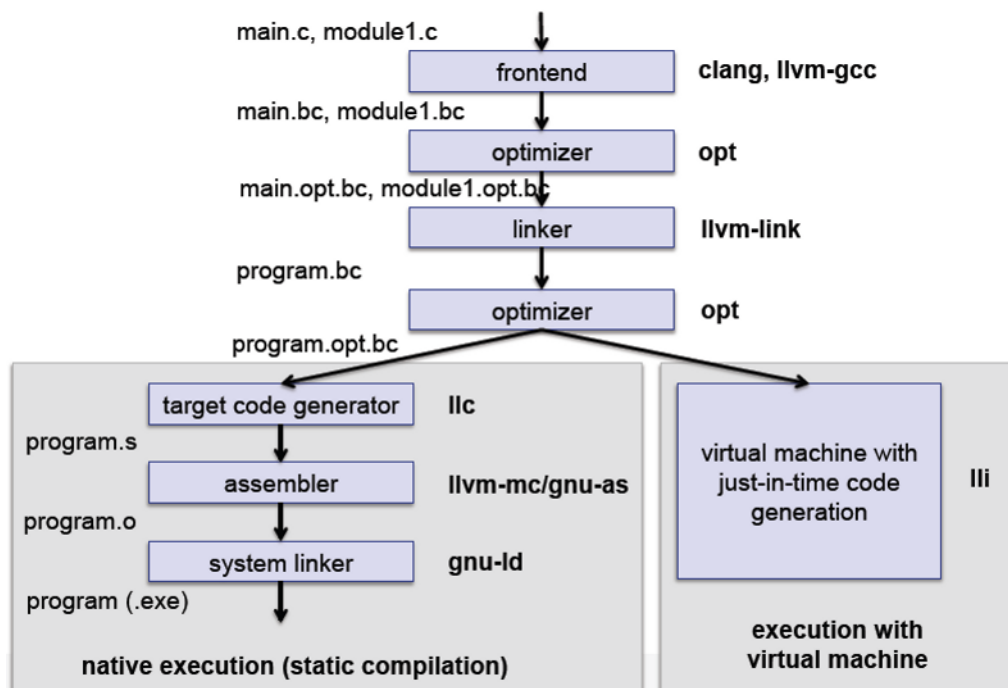 main.c, module1.c
frontend
clang, llvm-gcc
main.bc, module1.bc
optimizer
opt
main.opt.bc, module1.opt.bc
linker
llvm-link
program.bc
optimizer
opt
program.opt.bc
target code generator
llc
program.s
assembler
llvm-mc/gnu-as
program.o
system linker
gnu-ld
program (.exe)
native execution (static compilation)
virtual machine with
just-in-time code
generation
lli
execution with
virtual machine